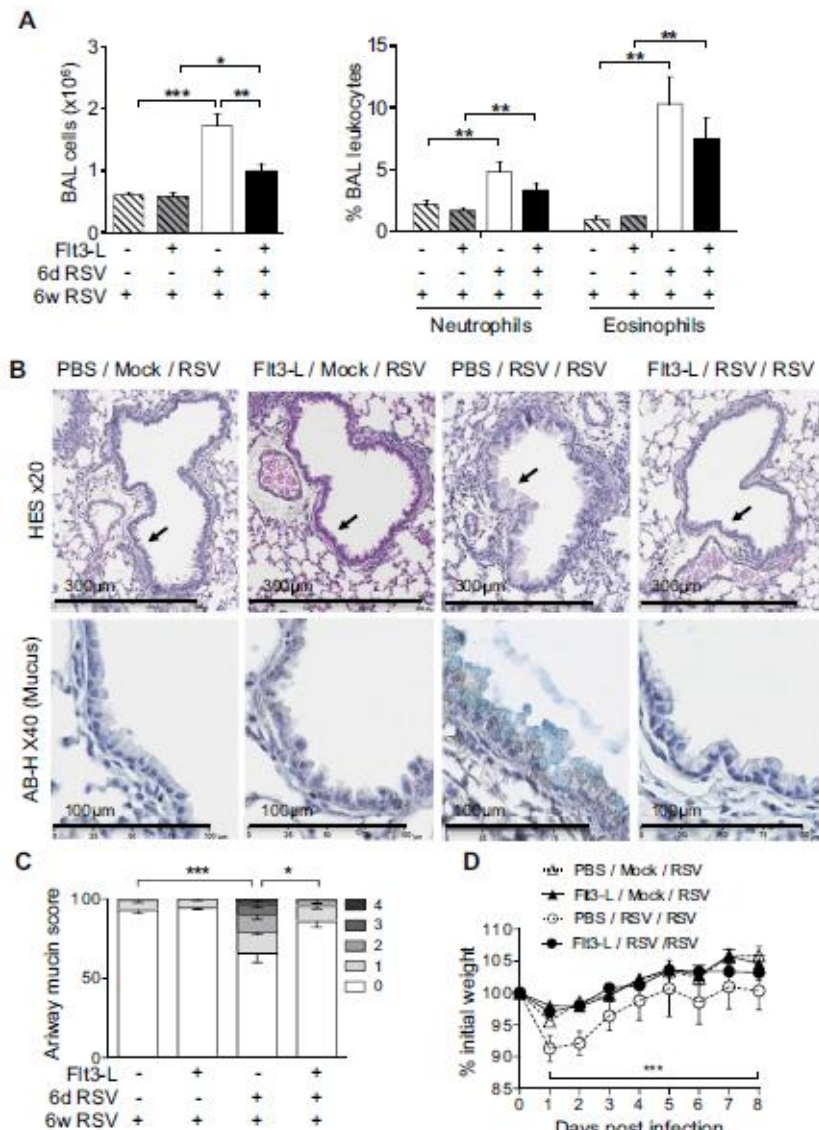 A
BAL cells (x10⁶)
3
2
1
0
*
***
**
Flt3-L - + - +
6d RSV - - + +
6w RSV + + + +
% BAL leukocytes
15
10
5
0
**
**
**
**
- + - + - + - +
- - + + - - + +
+ + + + + + + +
Neutrophils Eosinophils
B
PBS / Mock / RSV Flt3-L / Mock / RSV PBS / RSV / RSV Flt3-L / RSV / RSV
HES x20
300µm 300µm 300µm 300µm
AB-H X40 (Mucus)
100µm 100µm 100µm 100µm
C
Ariway mucin score
100
50
0
***
*
4
3
2
1
0
Flt3-L - + - +
6d RSV - - + +
6w RSV + + + +
D
PBS / Mock / RSV
Flt3-L / Mock / RSV
PBS / RSV / RSV
Flt3-L / RSV /RSV
% initial weight
110
105
100
95
90
85
***
0 1 2 3 4 5 6 7 8
Days post infection